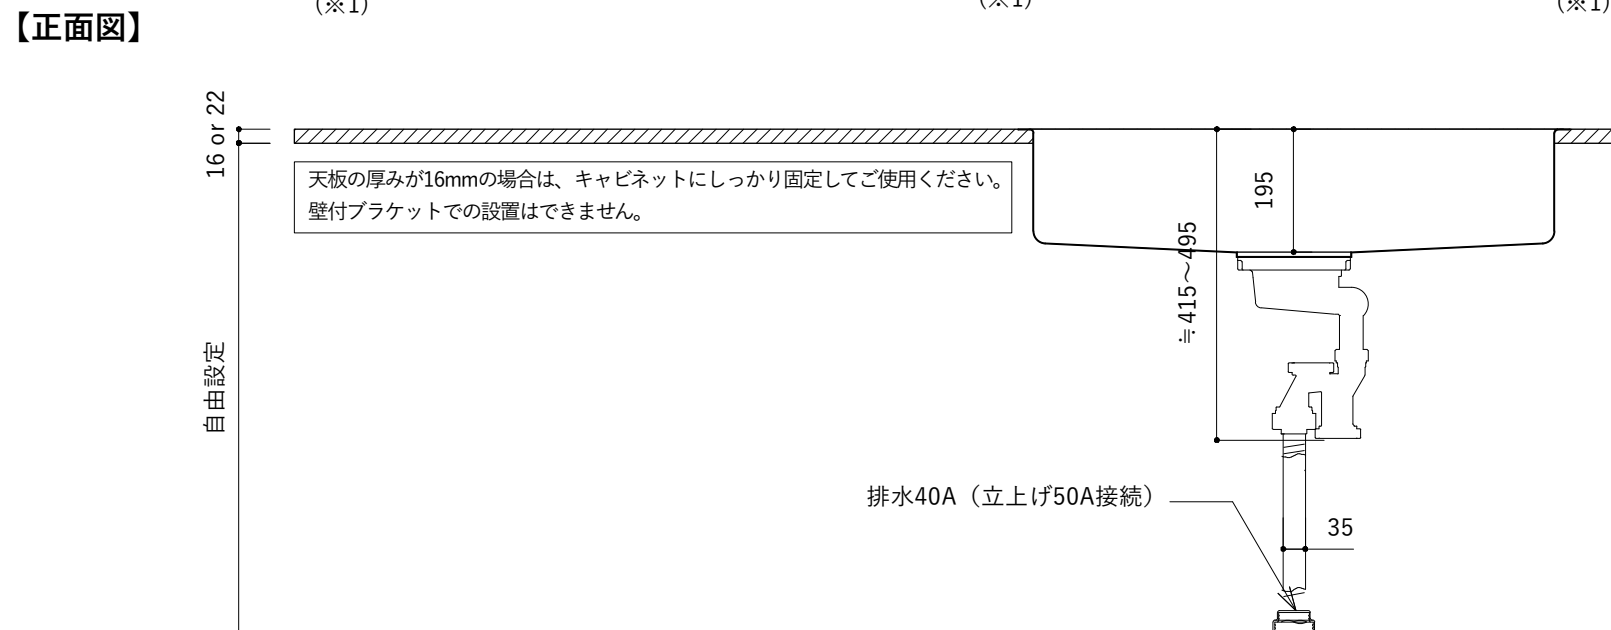 (※1)
(※1)
(※1)
【正面図】
16 or 22
天板の厚みが16mmの場合は、キャビネットにしっかり固定してご使用ください。
壁付ブラケットでの設置はできません。
195
≒415～495
自由設定
排水40A（立上げ50A接続）
35